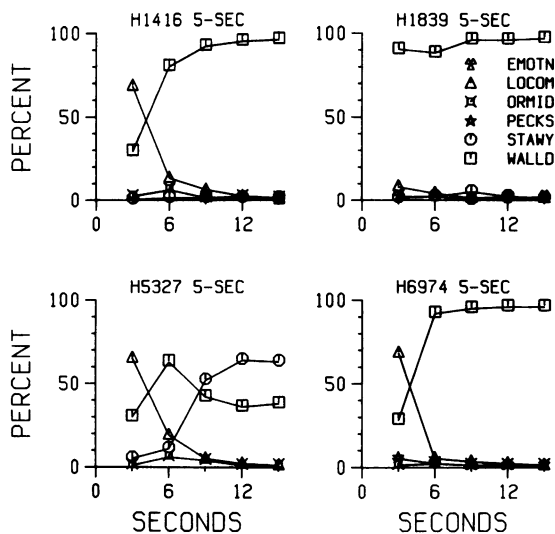 H1416 5-SEC
H1839 5-SEC
100
50
0
PERCENT
0 6 12
100
50
0
0 6 12
EMOTN
LOCOM
ORMID
PECKS
STAWY
WALLD
H5327 5-SEC
H6974 5-SEC
100
50
0
PERCENT
0 6 12
SECONDS
100
50
0
0 6 12
SECONDS